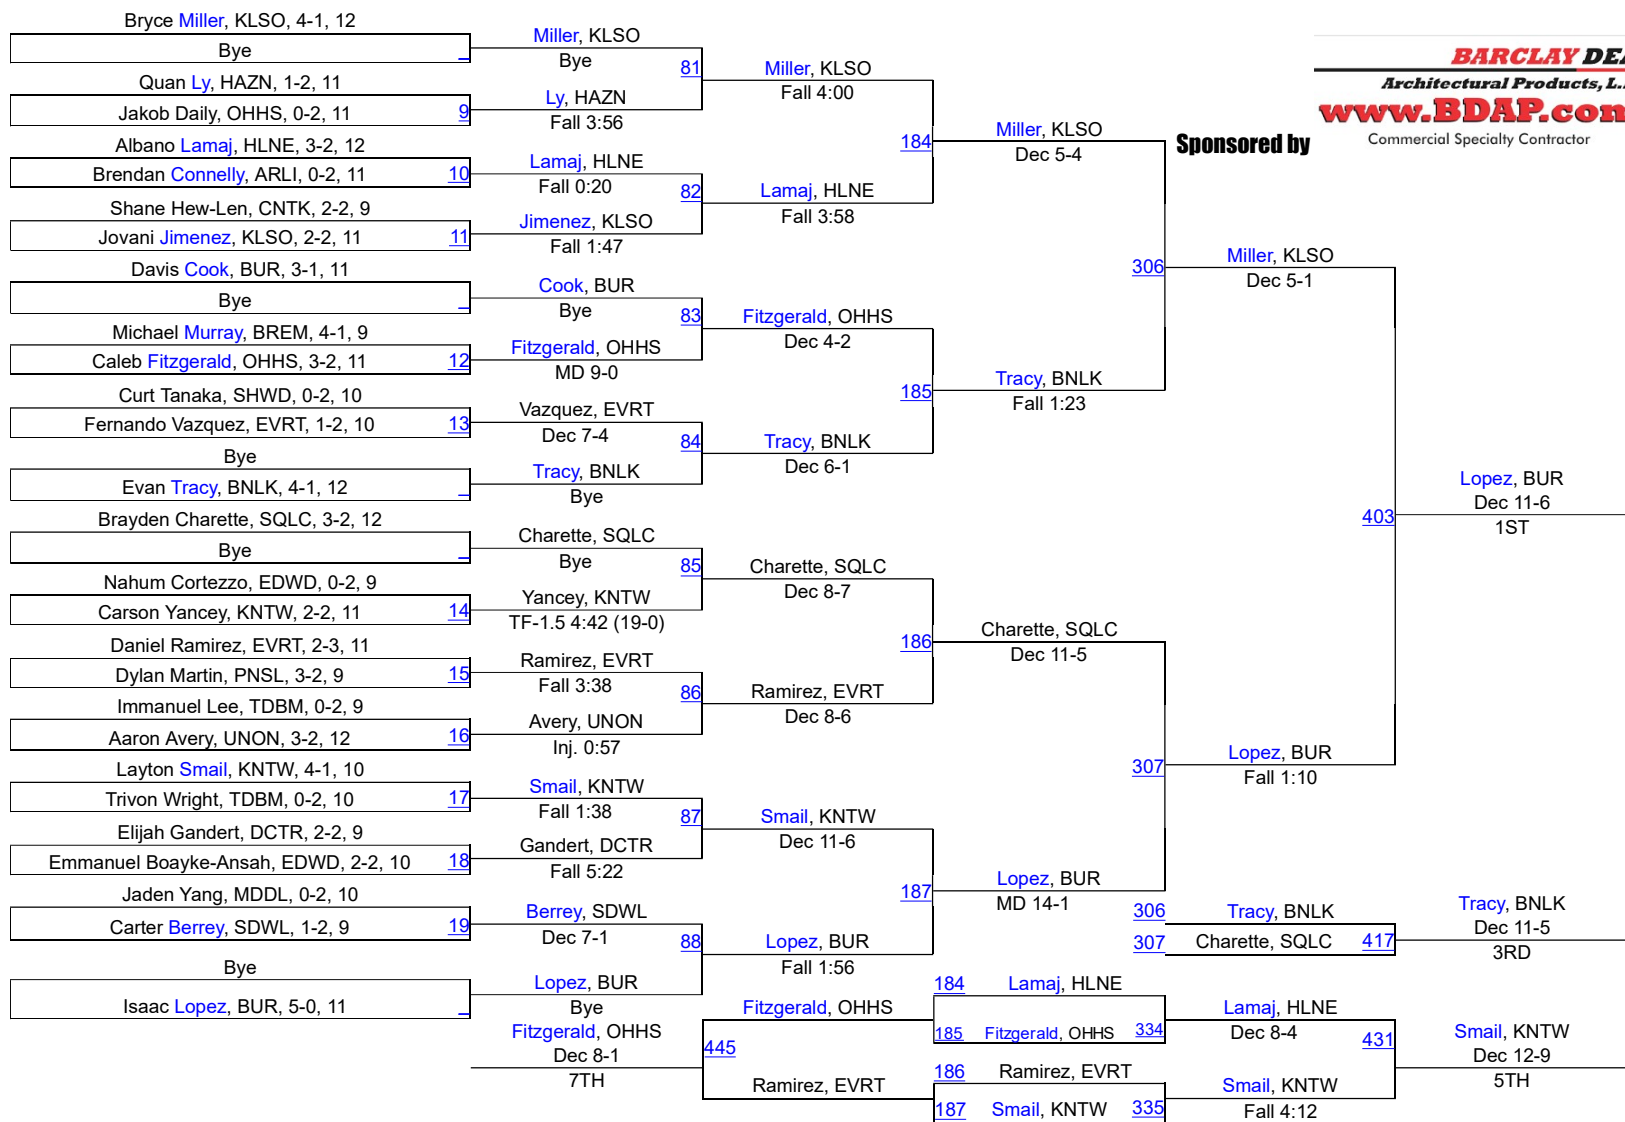 Bryce Miller, KLSO, 4-1, 12
Bye
Quan Ly, HAZN, 1-2, 11
Jakob Daily, OHHS, 0-2, 11
9
Albano Lamaj, HLNE, 3-2, 12
Brendan Connelly, ARLI, 0-2, 11
10
Shane Hew-Len, CNTK, 2-2, 9
Jovani Jimenez, KLSO, 2-2, 11
11
Davis Cook, BUR, 3-1, 11
Bye
Michael Murray, BREM, 4-1, 9
Caleb Fitzgerald, OHHS, 3-2, 11
12
Curt Tanaka, SHWD, 0-2, 10
Fernando Vazquez, EVRT, 1-2, 10
13
Bye
Evan Tracy, BNLK, 4-1, 12
Brayden Charette, SQLC, 3-2, 12
Bye
Nahum Cortezzo, EDWD, 0-2, 9
Carson Yancey, KNTW, 2-2, 11
14
Daniel Ramirez, EVRT, 2-3, 11
Dylan Martin, PNSL, 3-2, 9
15
Immanuel Lee, TDBM, 0-2, 9
Aaron Avery, UNON, 3-2, 12
16
Layton Smail, KNTW, 4-1, 10
Trivon Wright, TDBM, 0-2, 10
17
Elijah Gandert, DCTR, 2-2, 9
Emmanuel Boayke-Ansah, EDWD, 2-2, 10
18
Jaden Yang, MDDL, 0-2, 10
Carter Berrey, SDWL, 1-2, 9
19
Bye
Isaac Lopez, BUR, 5-0, 11
Miller, KLSO
Bye
81
Ly, HAZN
Fall 3:56
Lamaj, HLNE
Fall 0:20
82
Jimenez, KLSO
Fall 1:47
Cook, BUR
Bye
83
Fitzgerald, OHHS
MD 9-0
Vazquez, EVRT
Dec 7-4
84
Tracy, BNLK
Bye
Charette, SQLC
Bye
85
Yancey, KNTW
TF-1.5 4:42 (19-0)
Ramirez, EVRT
Fall 3:38
86
Avery, UNON
Inj. 0:57
Smail, KNTW
Fall 1:38
87
Gandert, DCTR
Fall 5:22
Berrey, SDWL
Dec 7-1
88
Lopez, BUR
Bye
Miller, KLSO
Fall 4:00
184
Lamaj, HLNE
Fall 3:58
Fitzgerald, OHHS
Dec 4-2
185
Tracy, BNLK
Dec 6-1
Charette, SQLC
Dec 8-7
186
Ramirez, EVRT
Dec 8-6
Smail, KNTW
Dec 11-6
187
Lopez, BUR
Fall 1:56
Miller, KLSO
Dec 5-4
306
Tracy, BNLK
Fall 1:23
Charette, SQLC
Dec 11-5
307
Lopez, BUR
MD 14-1
Miller, KLSO
Dec 5-1
403
Lopez, BUR
Fall 1:10
Lopez, BUR
Dec 11-6
1ST
Sponsored by
BARCLAY DEA
Architectural Products, L.
www.BDAP.com
Commercial Specialty Contractor
306
Tracy, BNLK
307
Charette, SQLC
417
Tracy, BNLK
Dec 11-5
3RD
184
Lamaj, HLNE
185
Fitzgerald, OHHS
334
Lamaj, HLNE
Dec 8-4
431
186
Ramirez, EVRT
187
Smail, KNTW
335
Smail, KNTW
Fall 4:12
Smail, KNTW
Dec 12-9
5TH
Fitzgerald, OHHS
445
Ramirez, EVRT
Fitzgerald, OHHS
Dec 8-1
7TH